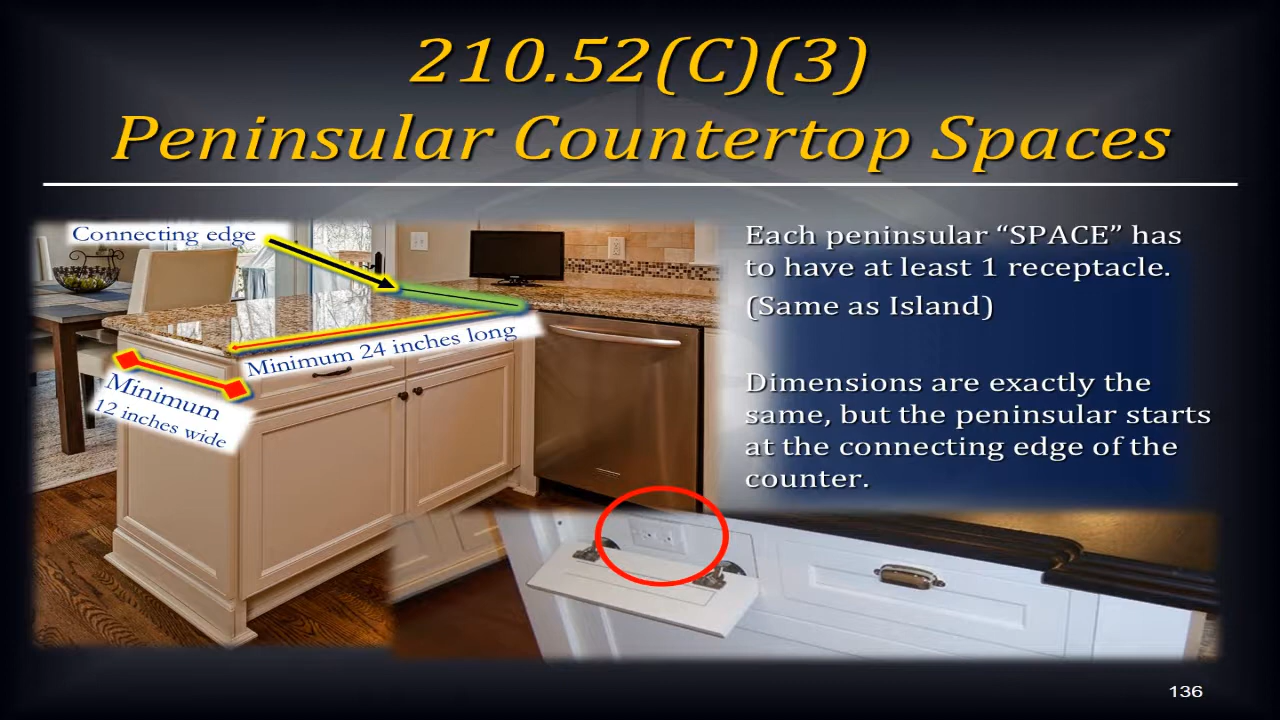 210.52(C)(3)
Peninsular Countertop Spaces
Connecting edge
Minimum 24 inches long
Minimum
12 inches wide
Each peninsular “SPACE” has
to have at least 1 receptacle.
(Same as Island)
Dimensions are exactly the
same, but the peninsular starts
at the connecting edge of the
counter.
136